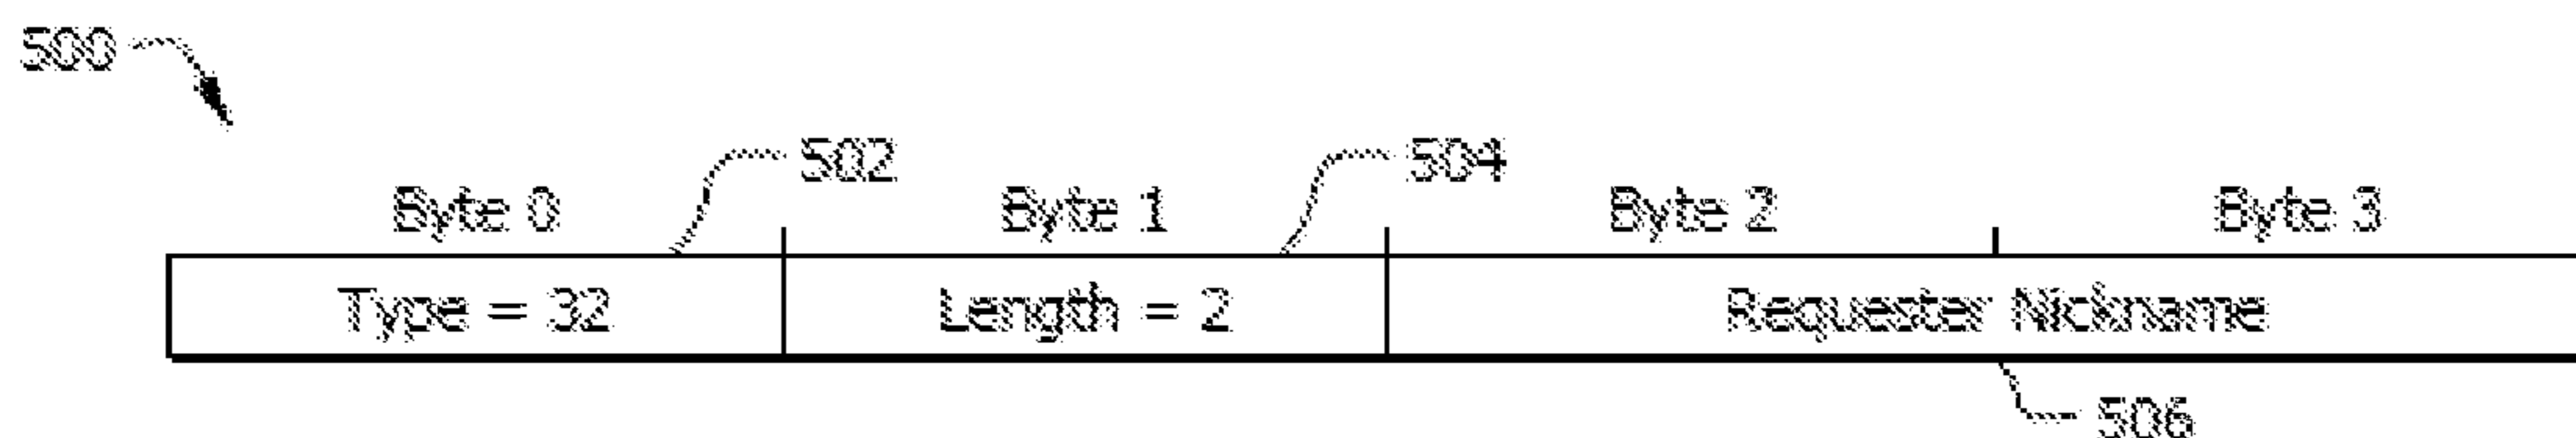 500
502 504
Byte 0 Byte 1 Byte 2 Byte 3
Type = 32 Length = 2 Requester Nickname
506